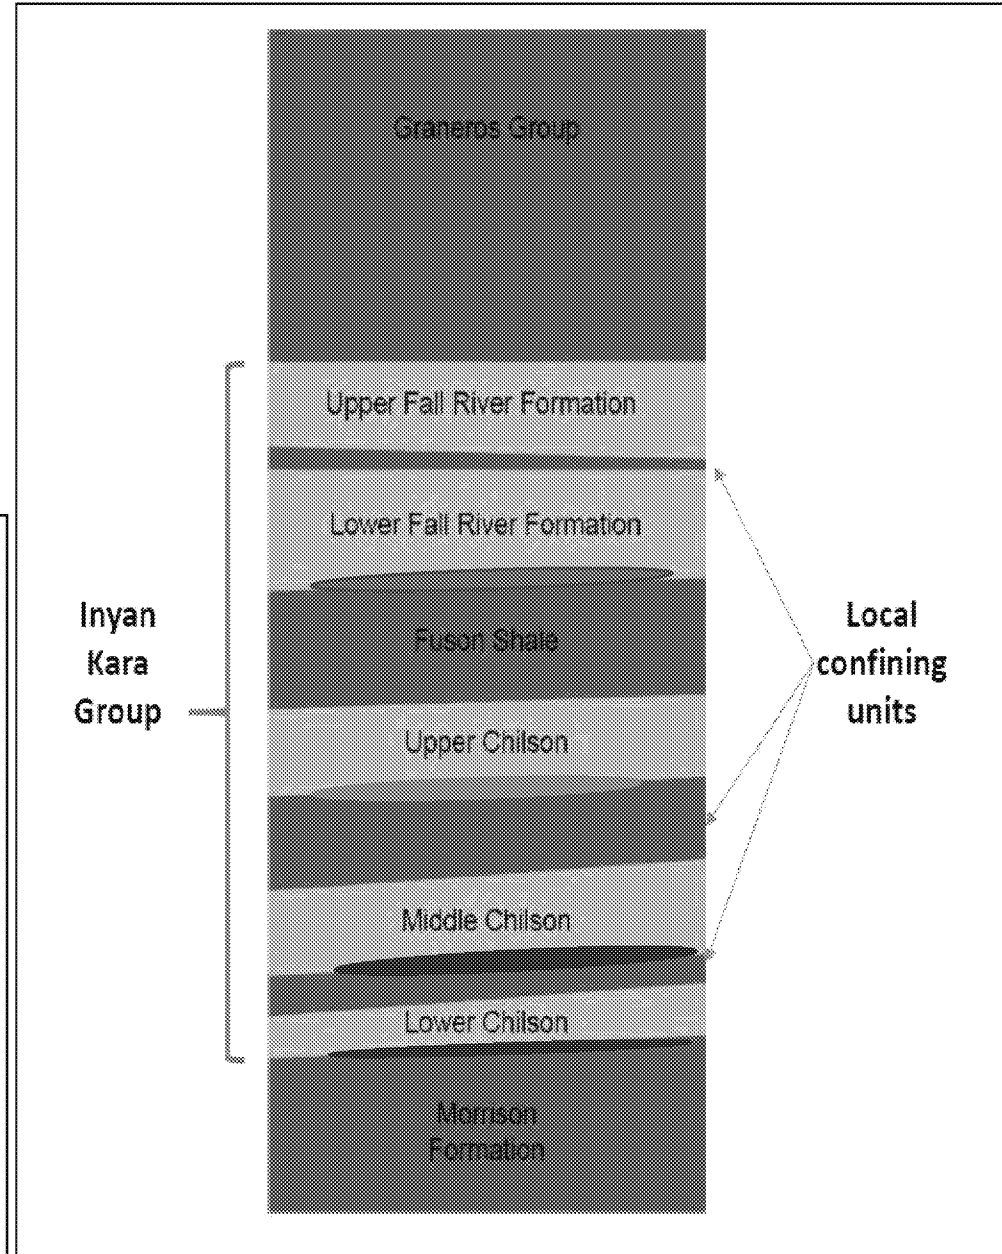 Graneros Group
Upper Fall River Formation
Lower Fall River Formation
Fuson Shale
Upper Chilson
Middle Chilson
Lower Chilson
Morrison
Formation
Inyan
Kara
Group
Local
confining
units